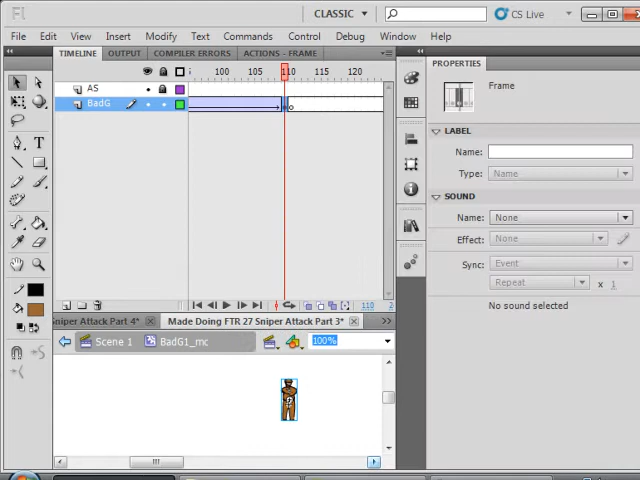 Fl CLASSIC CS Live
File Edit View Insert Modify Text Commands Control Debug Window Help
TIMELINE OUTPUT COMPILER ERRORS ACTIONS - FRAME
100 105 110 115 120
AS
BadG
110
Sniper Attack Part 4* Made Doing FTR 27 Sniper Attack Part 3*
Scene 1 BadG1_mc 100%
PROPERTIES
Frame
LABEL
Name:
Type: Name
SOUND
Name: None
Effect: None
Sync: Event
Repeat x 1
No sound selected